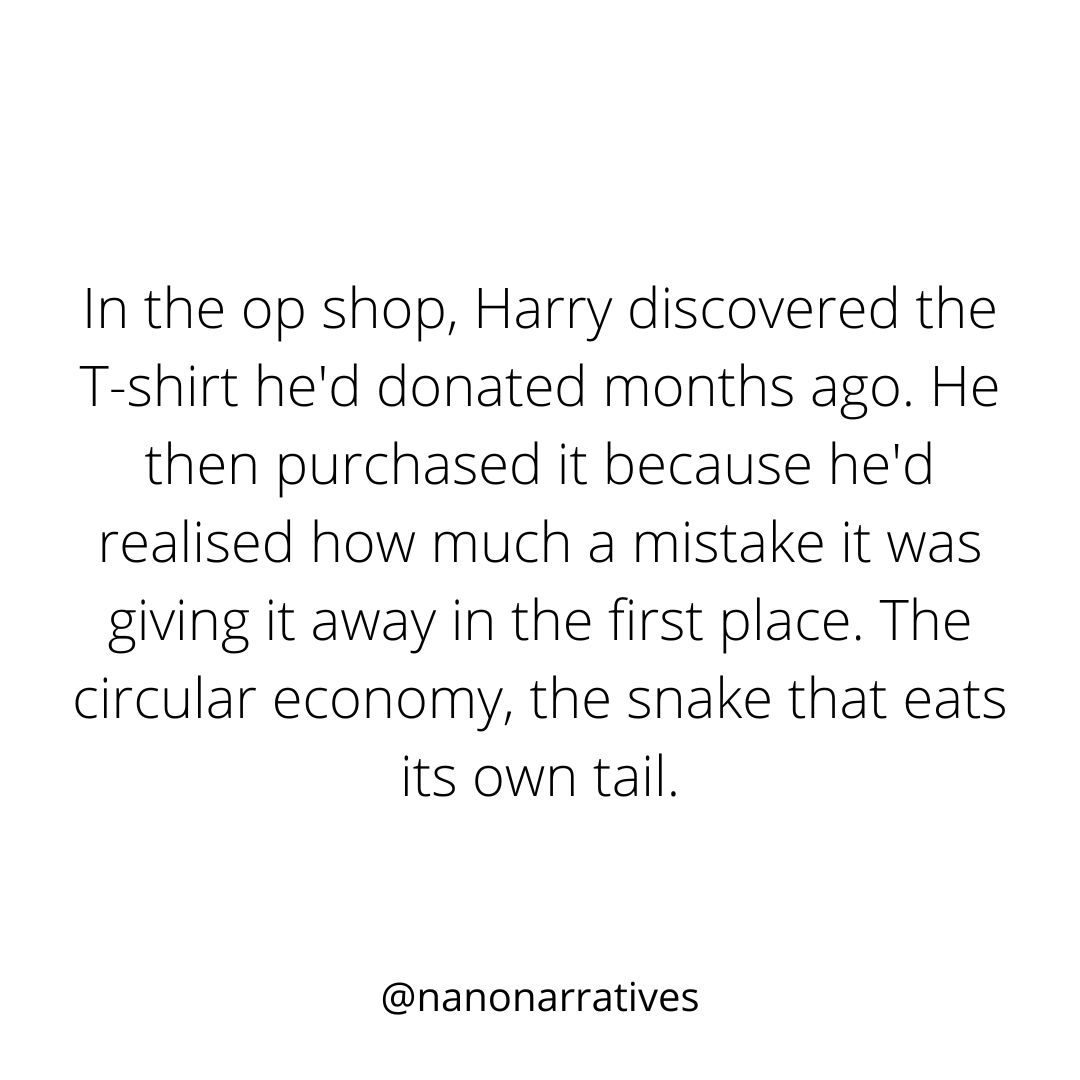 In the op shop, Harry discovered the
T-shirt he'd donated months ago. He
then purchased it because he'd
realised how much a mistake it was
giving it away in the first place. The
circular economy, the snake that eats
its own tail.
@nanonarratives